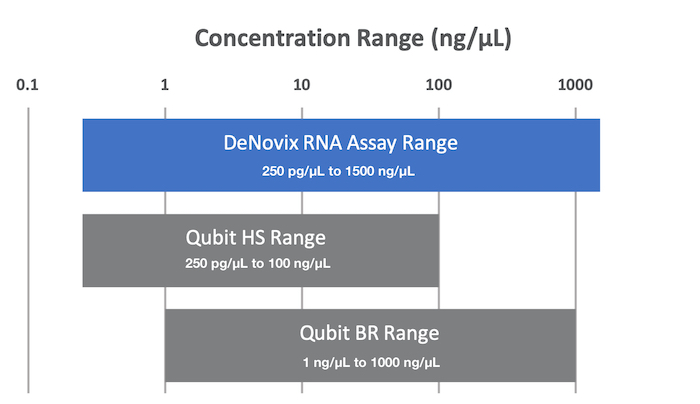 Concentration Range (ng/µL)
0.1 1 10 100 1000
DeNovix RNA Assay Range
250 pg/µL to 1500 ng/µL
Qubit HS Range
250 pg/µL to 100 ng/µL
Qubit BR Range
1 ng/µL to 1000 ng/µL